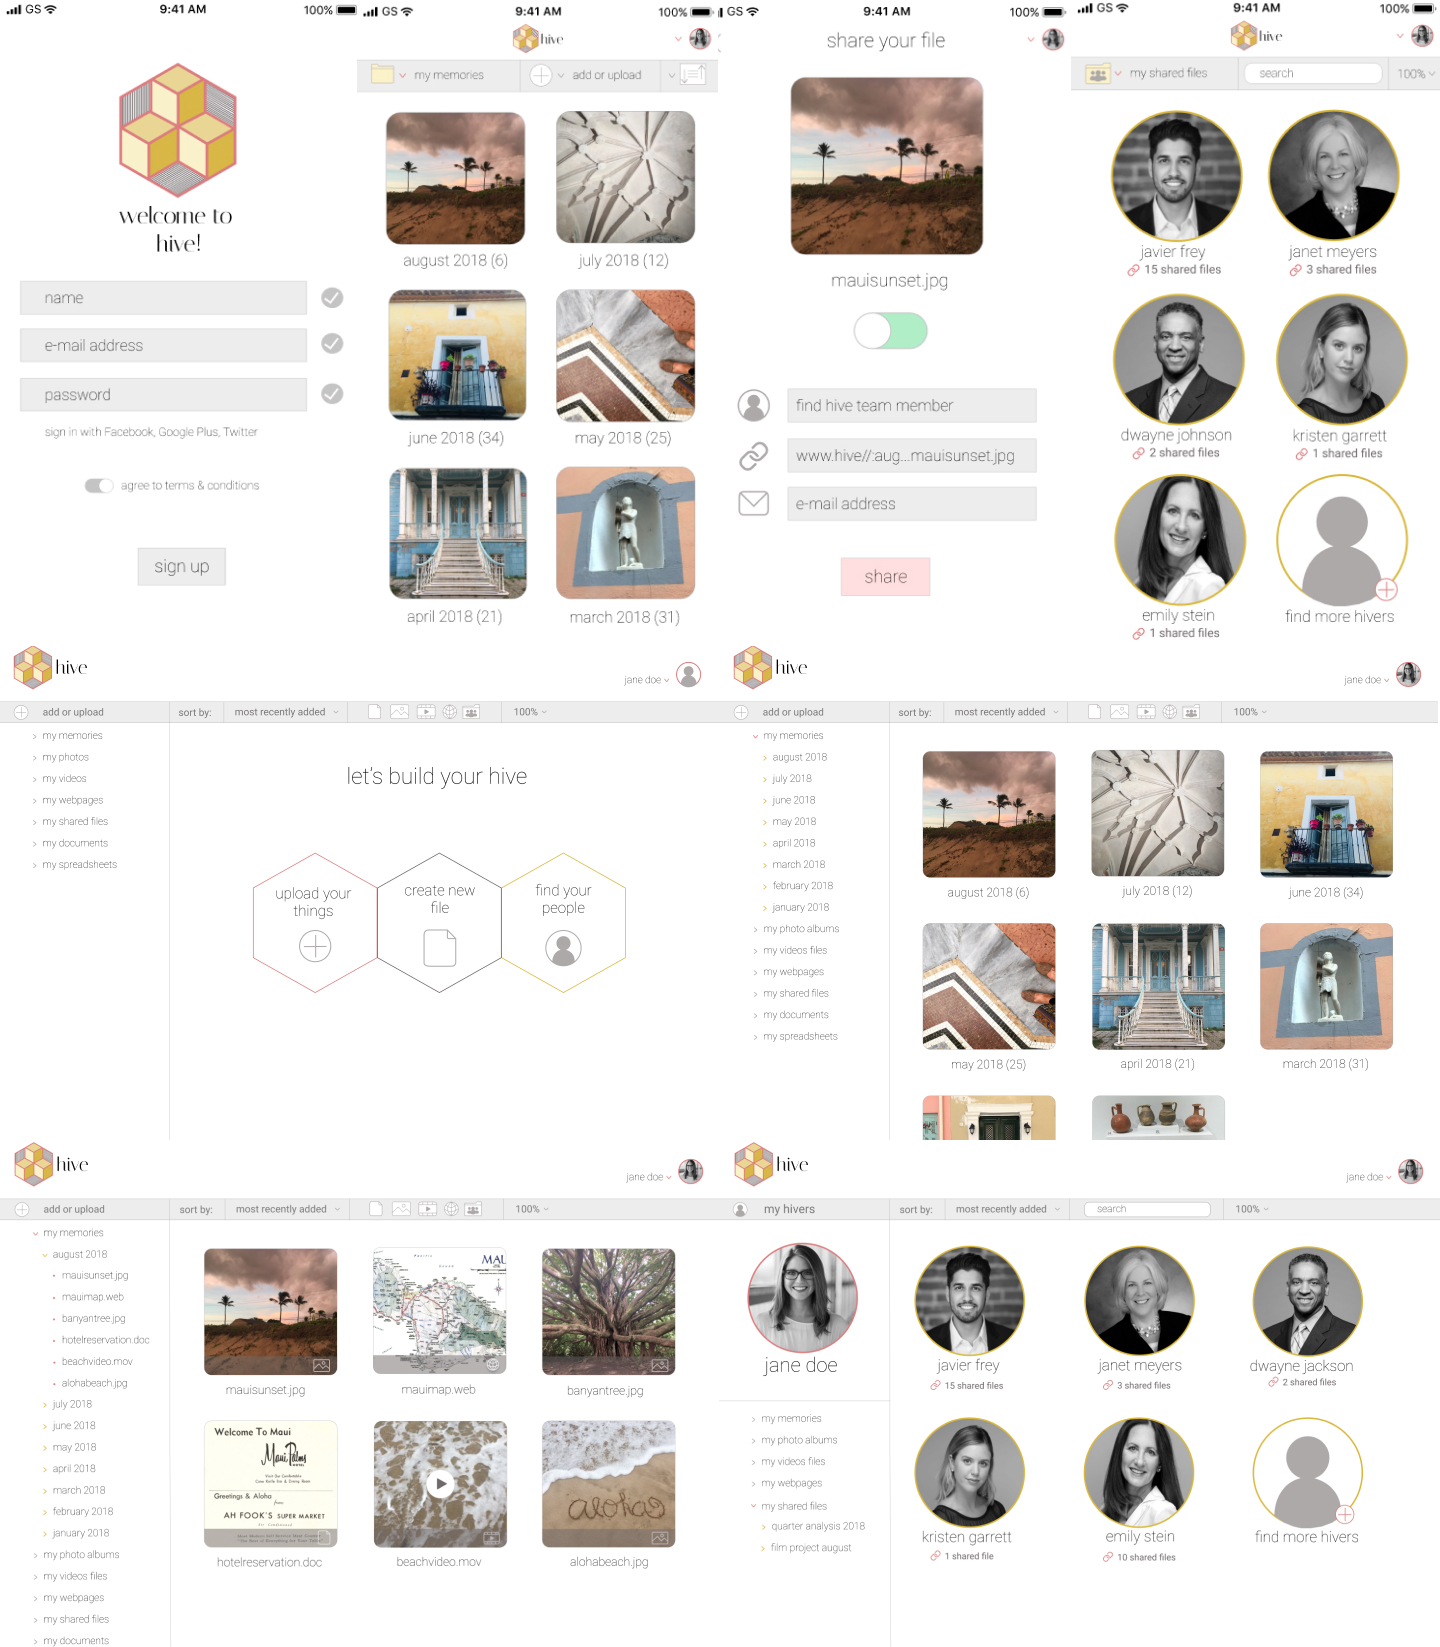 GS
9:41 AM
100%
welcome to
hive!
name
e-mail address
password
sign in with Facebook, Google Plus, Twitter
agree to terms & conditions
sign up
GS
9:41 AM
100%
hive
my memories
add or upload
august 2018 (6)
july 2018 (12)
june 2018 (34)
may 2018 (25)
april 2018 (21)
march 2018 (31)
GS
9:41 AM
100%
share your file
mauisunset.jpg
find hive team member
www.hive//:aug...mauisunset.jpg
e-mail address
share
GS
9:41 AM
100%
hive
my shared files
search
100%
javier frey
15 shared files
janet meyers
3 shared files
dwayne johnson
2 shared files
kristen garrett
1 shared files
emily stein
1 shared files
find more hivers
hive
jane doe
add or upload
sort by:
most recently added
100%
my memories
my photos
my videos
my webpages
my shared files
my documents
my spreadsheets
let's build your hive
upload your
things
create new
file
find your
people
hive
jane doe
add or upload
sort by:
most recently added
100%
my memories
august 2018
july 2018
june 2018
may 2018
april 2018
march 2018
february 2018
january 2018
my photo albums
my videos files
my webpages
my shared files
my documents
my spreadsheets
august 2018 (6)
july 2018 (12)
june 2018 (34)
may 2018 (25)
april 2018 (21)
march 2018 (31)
hive
jane doe
add or upload
sort by:
most recently added
100%
my memories
august 2018
mauisunset.jpg
mauimap.web
banyantree.jpg
hotelreservation.doc
beachvideo.mov
alohabeach.jpg
july 2018
june 2018
may 2018
april 2018
march 2018
february 2018
january 2018
my photo albums
my videos files
my webpages
my shared files
my documents
mauisunset.jpg
MAU
mauimap.web
banyantree.jpg
Welcome To Maui
Maui Palms
HOTEL
Greetings & Aloha
from
AH FOOK'S SUPER MARKET
hotelreservation.doc
beachvideo.mov
aloha
alohabeach.jpg
hive
jane doe
my hivers
sort by:
most recently added
search
100%
jane doe
my memories
my photo albums
my videos files
my webpages
my shared files
quarter analysis 2018
film project august
javier frey
15 shared files
janet meyers
3 shared files
dwayne jackson
2 shared files
kristen garrett
1 shared file
emily stein
10 shared files
find more hivers